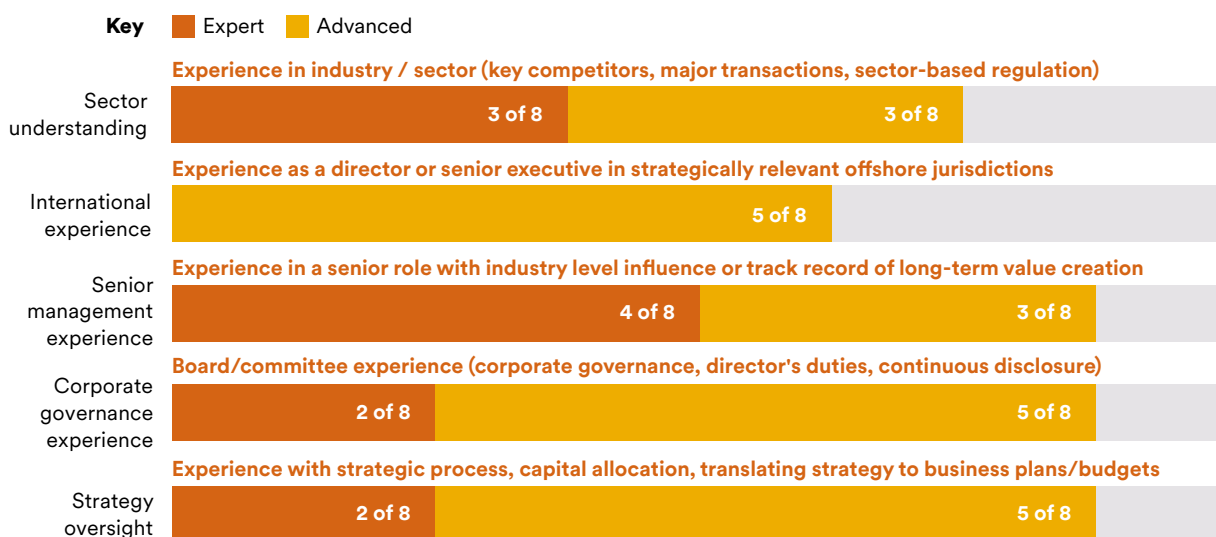 Key Expert Advanced
Experience in industry / sector (key competitors, major transactions, sector-based regulation)
Sector
understanding
3 of 8 3 of 8
Experience as a director or senior executive in strategically relevant offshore jurisdictions
International
experience
5 of 8
Experience in a senior role with industry level influence or track record of long-term value creation
Senior
management
experience
4 of 8 3 of 8
Board/committee experience (corporate governance, director's duties, continuous disclosure)
Corporate
governance
experience
2 of 8 5 of 8
Experience with strategic process, capital allocation, translating strategy to business plans/budgets
Strategy
oversight
2 of 8 5 of 8